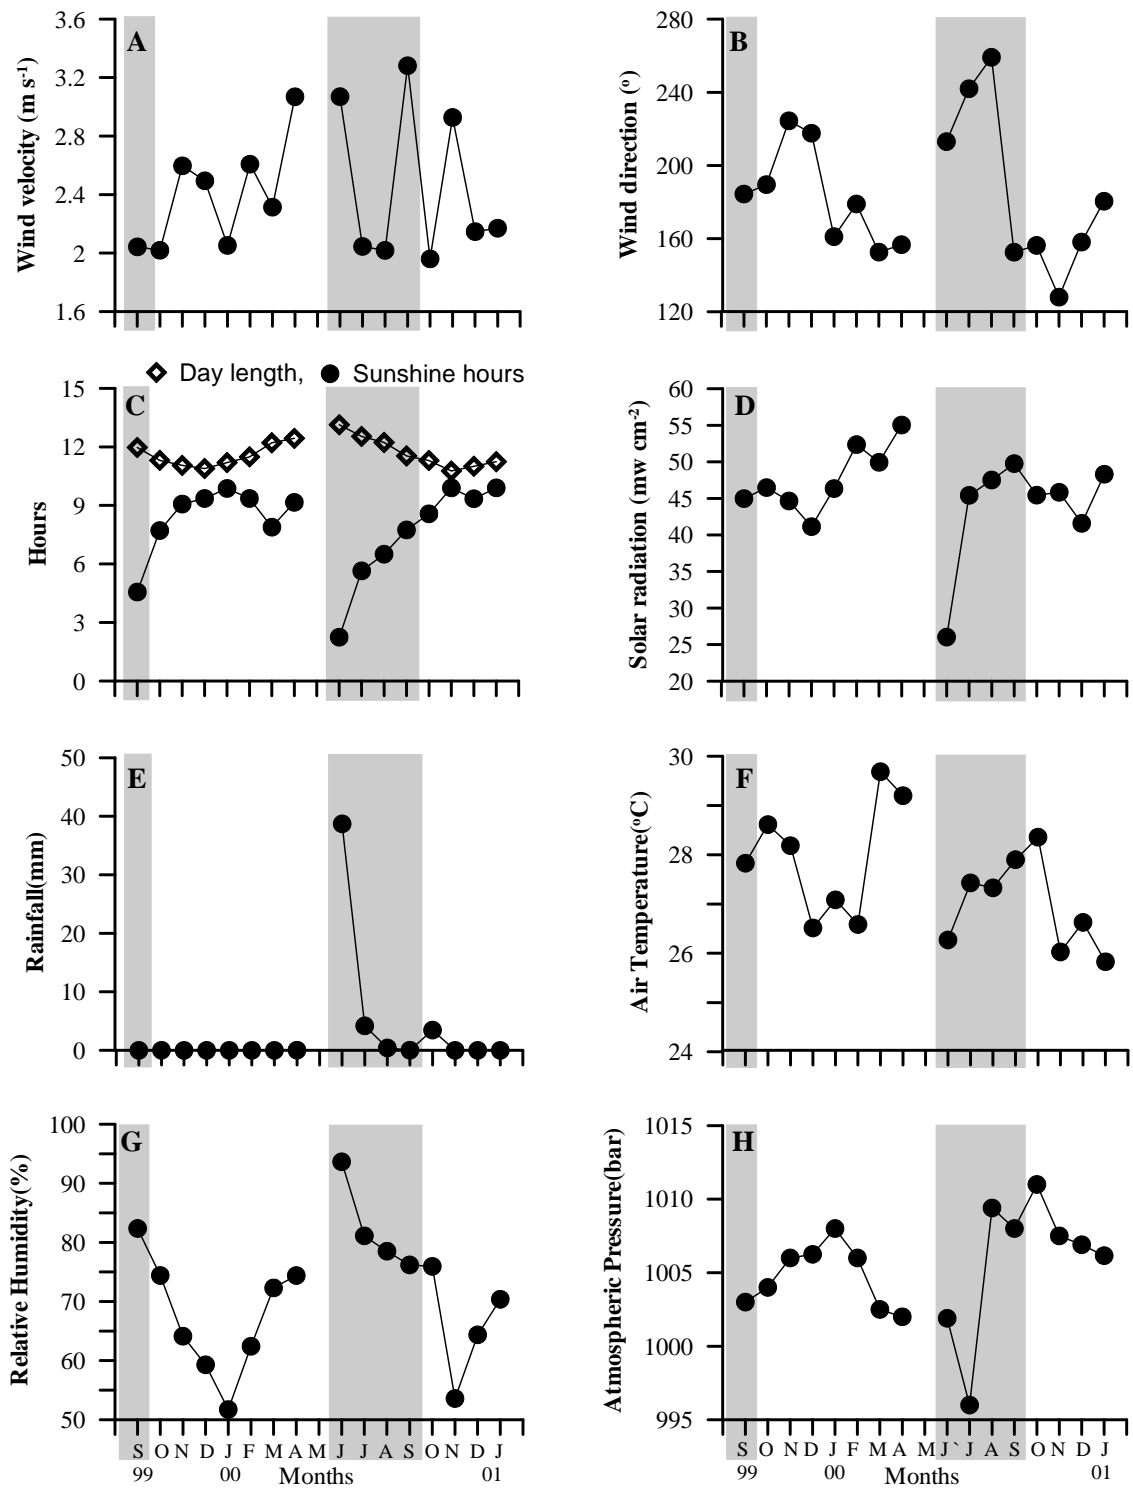 A
Wind velocity (m s-1)
3.6
3.2
2.8
2.4
2
1.6
B
Wind direction (o)
280
240
200
160
120
Day length, Sunshine hours
C
Hours
15
12
9
6
3
0
D
Solar radiation (mw cm-2)
60
55
50
45
40
35
30
25
20
E
Rainfall(mm)
50
40
30
20
10
0
F
Air Temperature(oC)
30
28
26
24
G
Relative Humidity(%)
100
90
80
70
60
50
S O N D J F M A M J J A S O N D J
99 00 Months 01
H
Atmospheric Pressure(bar)
1015
1010
1005
1000
995
S O N D J F M A M J` J A S O N D J
99 00 Months 01